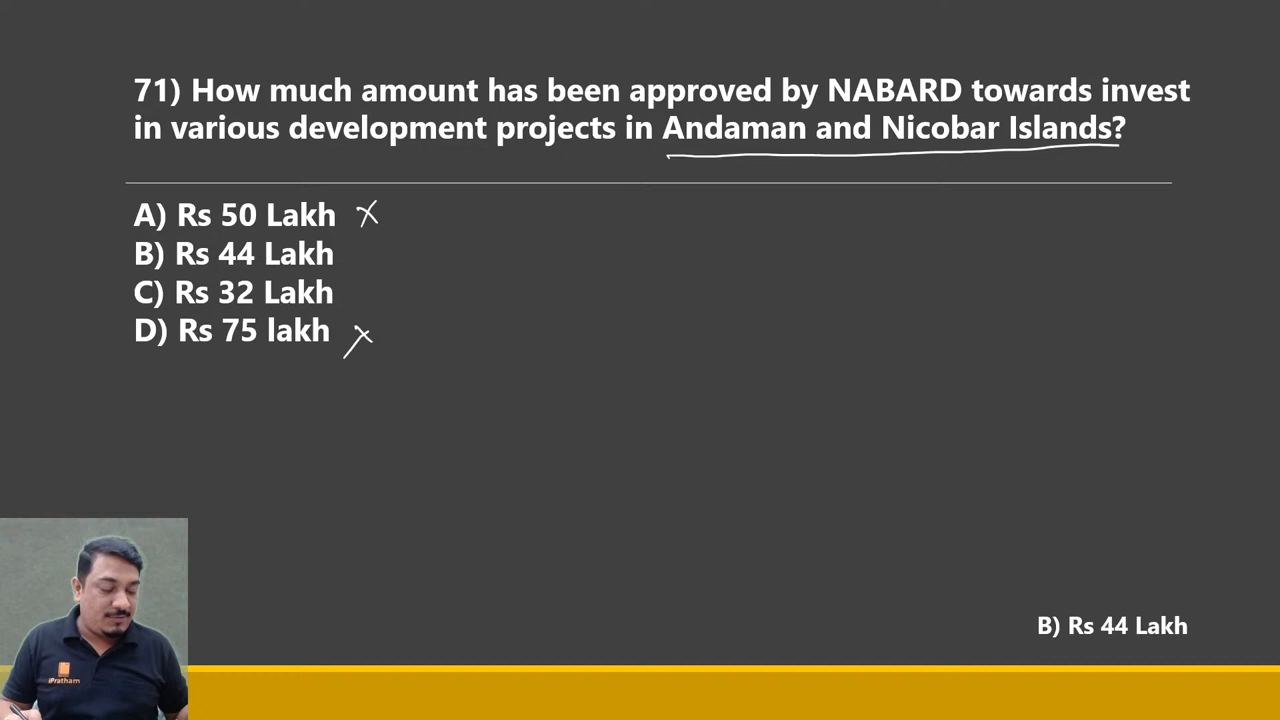 71) How much amount has been approved by NABARD towards invest
in various development projects in Andaman and Nicobar Islands?
A) Rs 50 Lakh
B) Rs 44 Lakh
C) Rs 32 Lakh
D) Rs 75 lakh
B) Rs 44 Lakh
iPratham